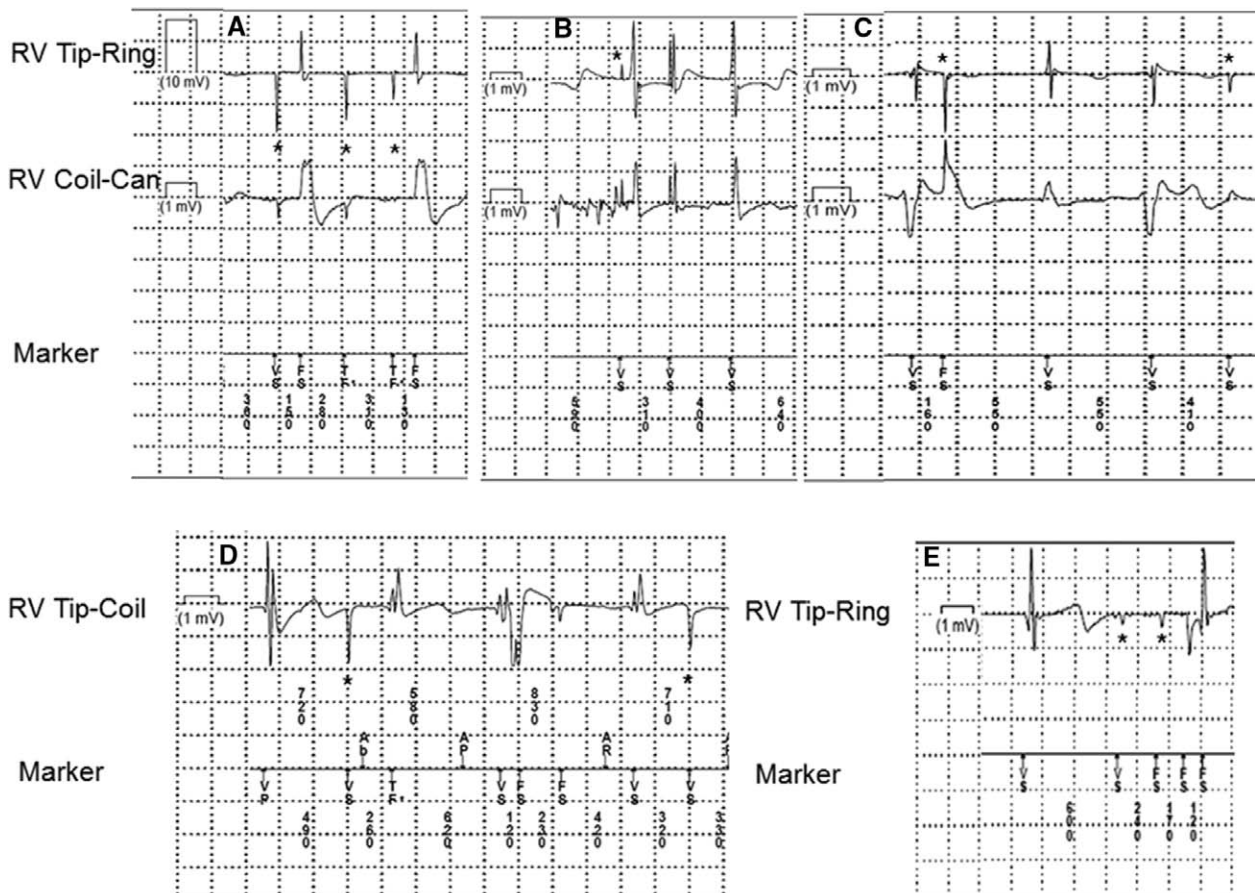 A B C
RV Tip-Ring
(10 mV) (1 mV) (1 mV)
* *
* * * *
RV Coil-Can
(1 mV) (1 mV) (1 mV)
Marker
VS FS TF* TF* FS VS VS VS VS FS VS VS VS
150 280 310 130 310 400 640 160 550 550 410
D E
RV Tip-Coil
(1 mV)
* *
720 580 830 710
Ab AP AR
Marker
VP VS TF* VS FS FS VS VS
490 260 620 120 230 420 320 330
RV Tip-Ring
(1 mV)
* *
Marker
VS VS FS FS FS
600 240 170 120